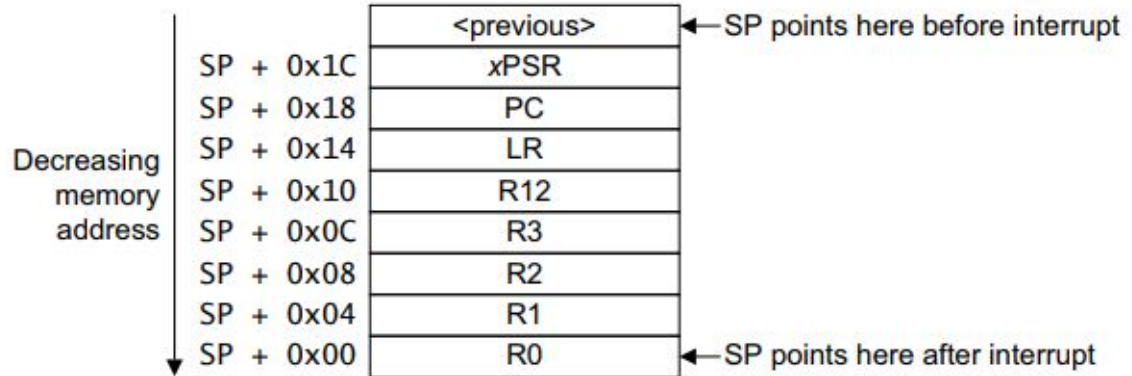 <previous> SP points here before interrupt
SP + 0x1C xPSR
SP + 0x18 PC
SP + 0x14 LR
Decreasing
memory
address
SP + 0x10 R12
SP + 0x0C R3
SP + 0x08 R2
SP + 0x04 R1
SP + 0x00 R0 SP points here after interrupt